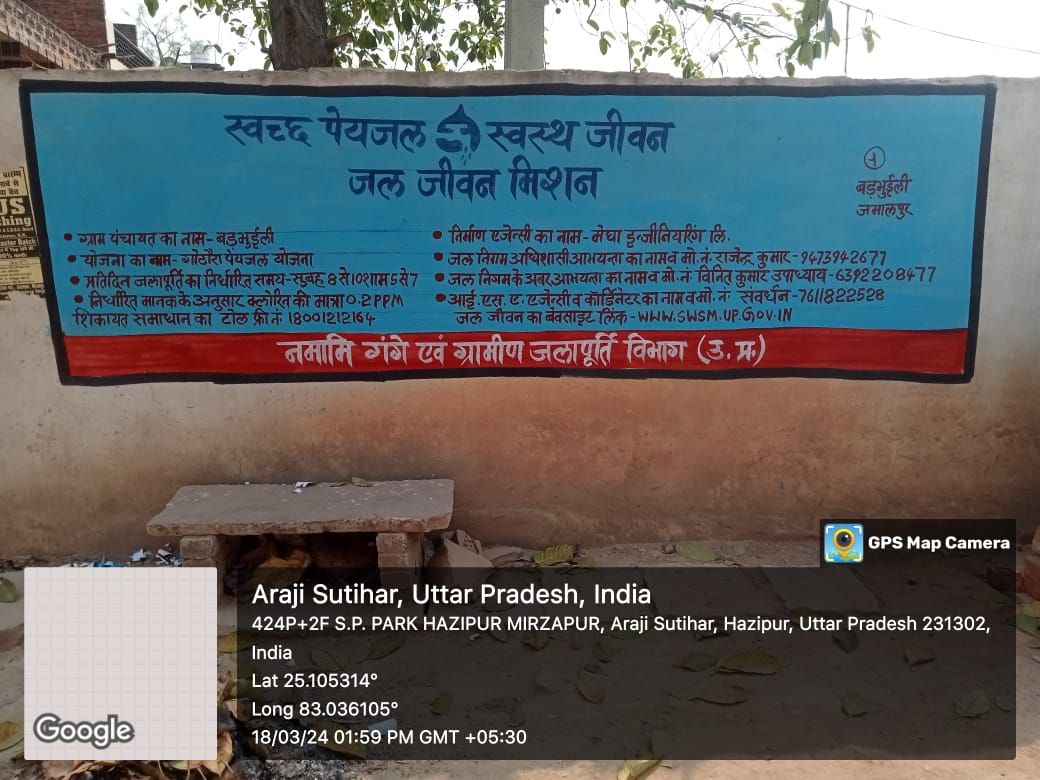 स्वच्छ पेयजल स्वस्थ जीवन
जल जीवन मिशन
1
बड़भुईली
जमालपुर
• ग्राम पंचायत का नाम-बड़भुईली
• योजना का नाम- गोठौरा पेयजल योजना
• प्रतिदिन जलापूर्ति का निर्धारित समय-सुबह 8 से 10 शाम 5 से 7
• निर्धारित मानक के अनुसार क्लोरिन की मात्रा 0.2 PPM
शिकायत समाधान का टोल फ्री नं. 18001212164
• निर्माण एजेन्सी का नाम-मेघा इन्जीनियरिंग लि.
• जल निगम अधिशासी अभियन्ता का नाम व मो. नं. राजेन्द्र कुमार-9473942677
• जल निगम के अवर अभियन्ता का नाम व मो. नं. विनित कुमार उपाध्याय-6392208477
• आई. एस. ए. एजेन्सी व कॉर्डिनेटर का नाम व मो. नं. संवर्धन-7611822528
जल जीवन का बेवसाइट लिंक-WWW.SWSM.UP.GOV.IN
नमामि गंगे एवं ग्रामीण जलापूर्ति विभाग (उ.प्र.)
US
thing
GPS Map Camera
Araji Sutihar, Uttar Pradesh, India
424P+2F S.P. PARK HAZIPUR MIRZAPUR, Araji Sutihar, Hazipur, Uttar Pradesh 231302,
India
Lat 25.105314°
Long 83.036105°
18/03/24 01:59 PM GMT +05:30
Google